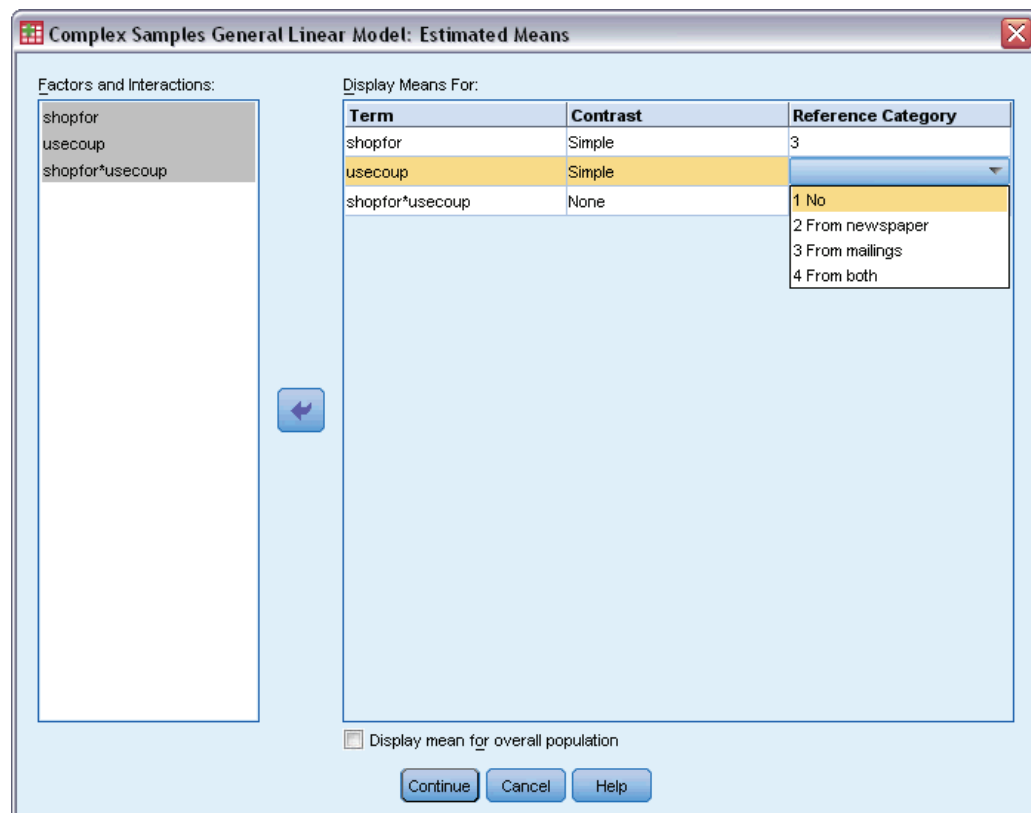 Complex Samples General Linear Model: Estimated Means
Factors and Interactions:
shopfor
usecoup
shopfor*usecoup
Display Means For:
Term Contrast Reference Category
shopfor Simple 3
usecoup Simple
shopfor*usecoup None
1 No
2 From newspaper
3 From mailings
4 From both
Display mean for overall population
Continue Cancel Help